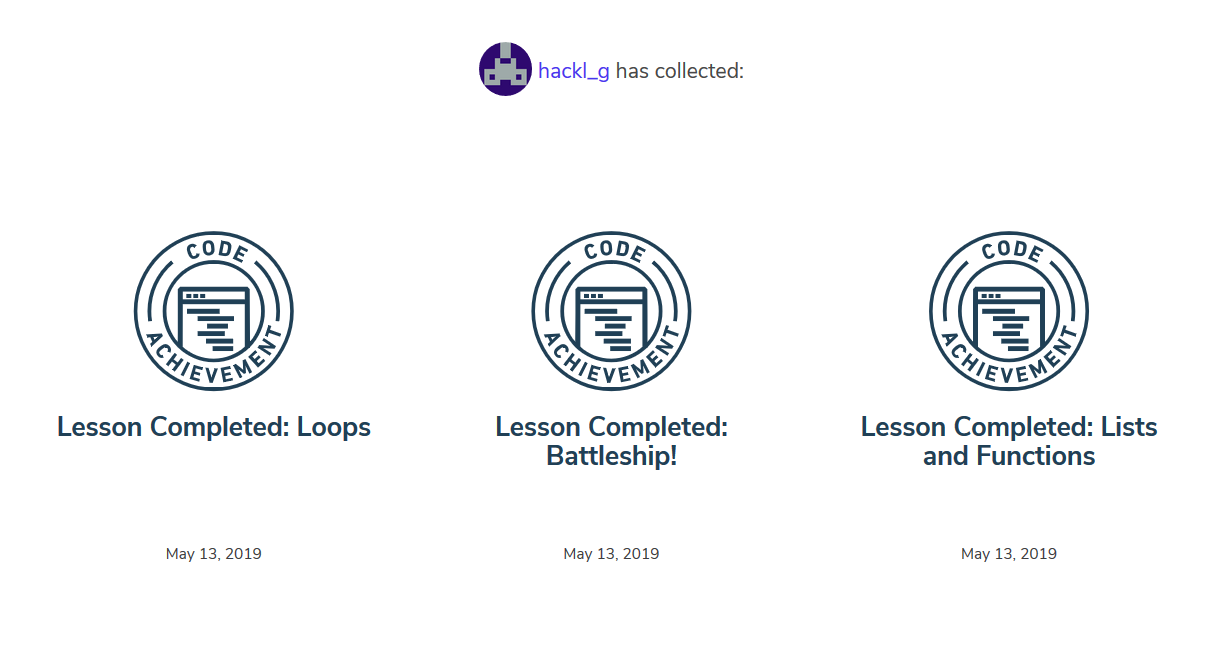 hackl_g has collected:
CODE ACHIEVEMENT
CODE ACHIEVEMENT
CODE ACHIEVEMENT
Lesson Completed: Loops
Lesson Completed:
Battleship!
Lesson Completed: Lists
and Functions
May 13, 2019
May 13, 2019
May 13, 2019